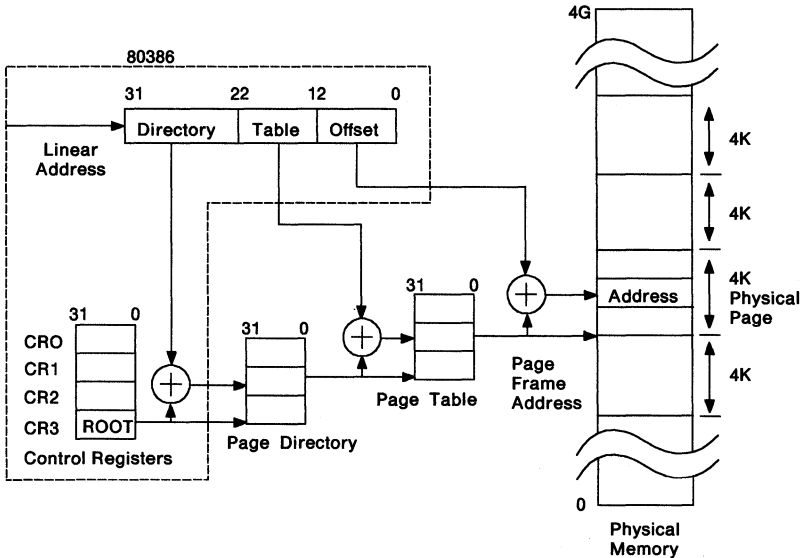 4G
80386
31 22 12 0
Directory Table Offset
Linear
Address
4K
4K
4K
Physical
Page
4K
Address
31 0
CRO
CR1
CR2
CR3 ROOT
Control Registers
31 0
Page Directory
31 0
Page Table
Page
Frame
Address
0
Physical
Memory